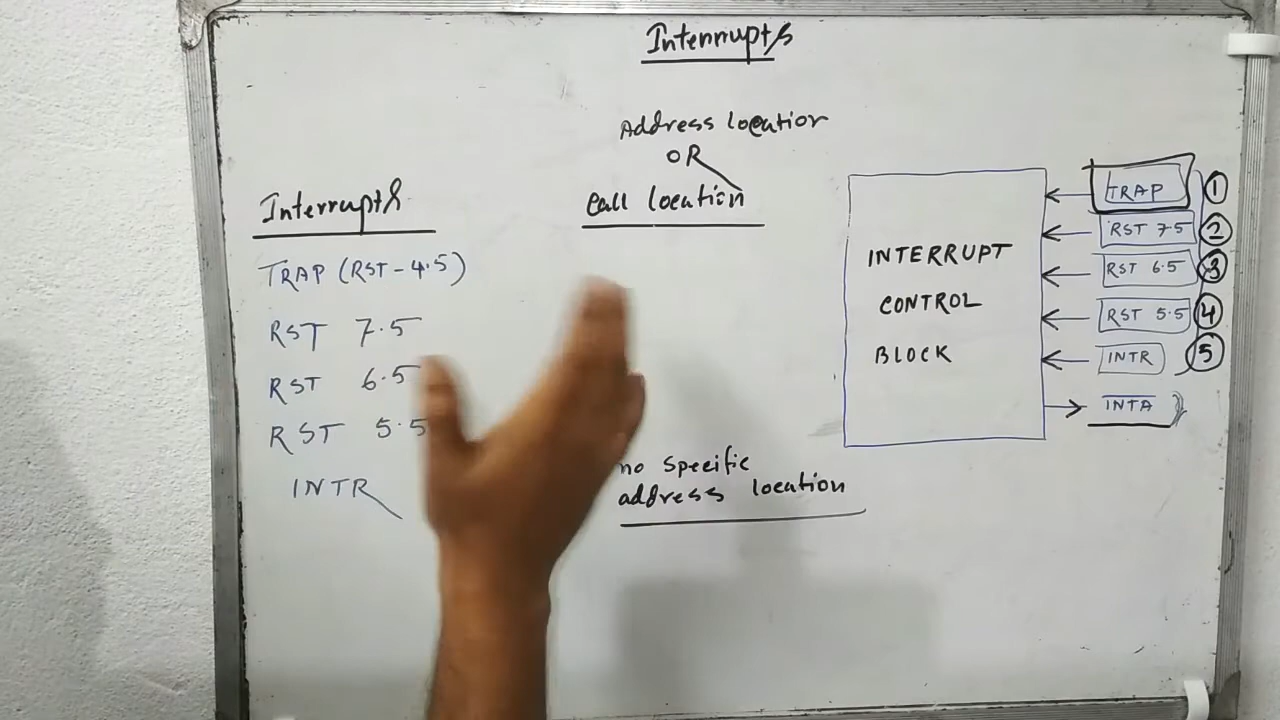 Interrupts
Address location
OR
Call location
Interrupts
TRAP (RST-4.5)
RST 7.5
RST 6.5
RST 5.5
INTR
no specific
address location
INTERRUPT
CONTROL
BLOCK
TRAP 1
RST 7.5 2
RST 6.5 3
RST 5.5 4
INTR 5
INTA